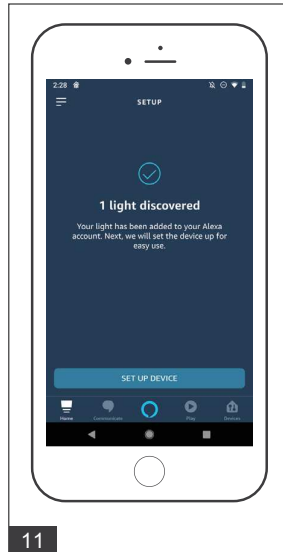 2:28
SETUP
1 light discovered
Your light has been added to your Alexa
account. Next, we will set the device up for
easy use.
SET UP DEVICE
Home Communicate Play Devices
11